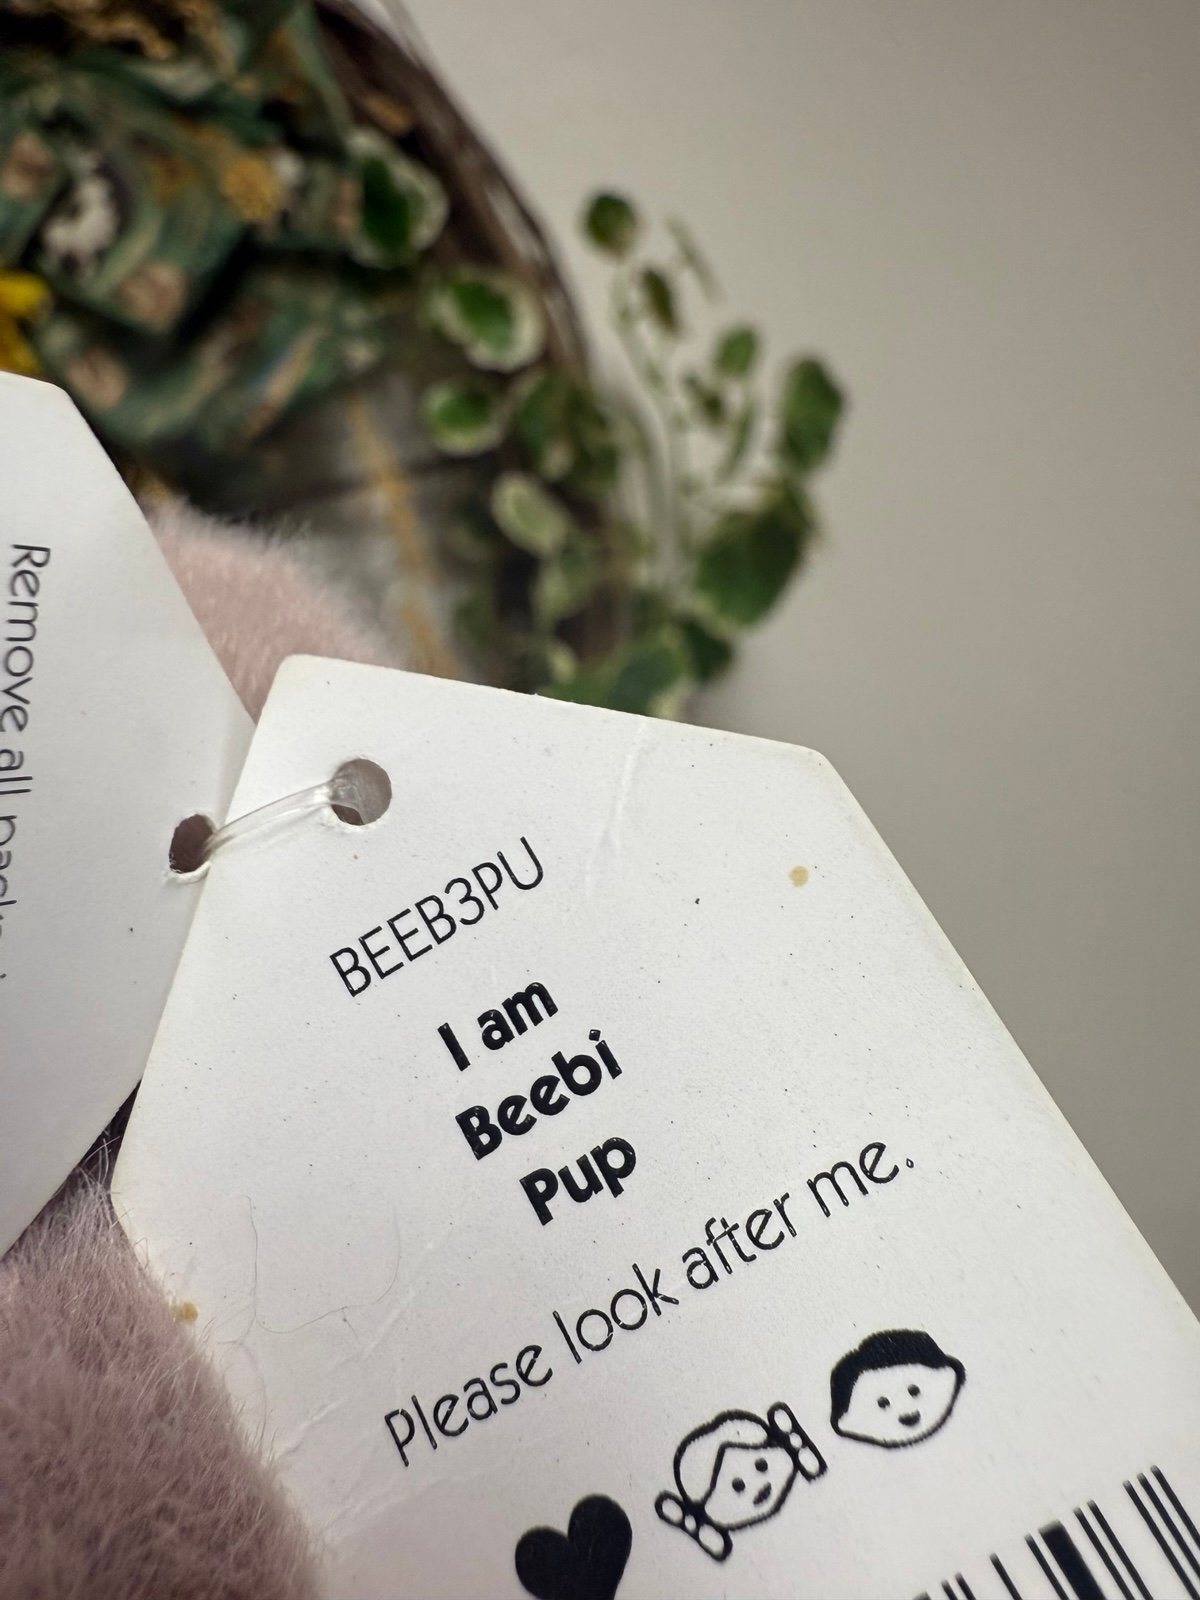 Remove all
BEEB3PU
I am
Beebi
Pup
Please look after me.